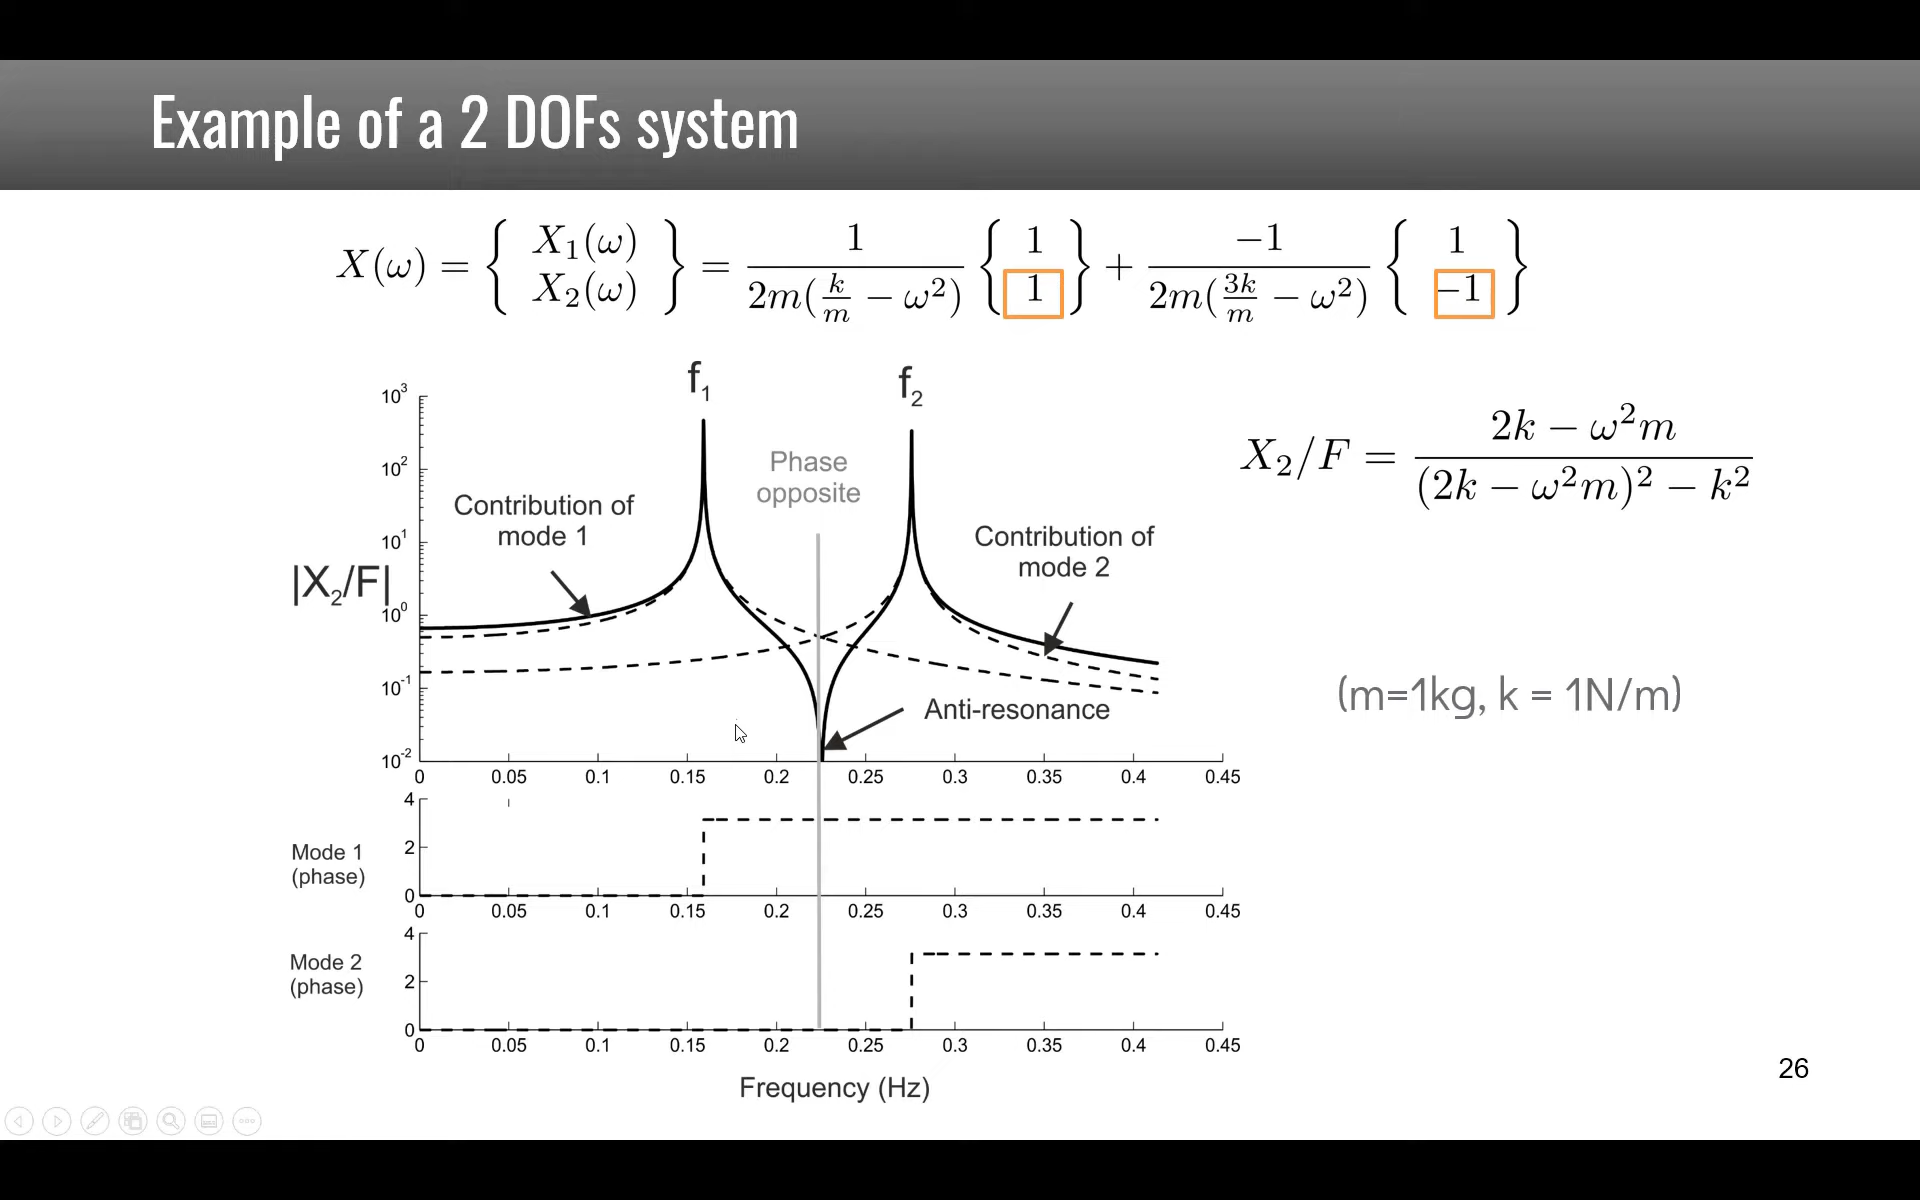 Example of a 2 DOFs system
X(ω) = { X₁(ω) X₂(ω) } = 1 / 2m(k/m − ω²) { 1 1 } + −1 / 2m(3k/m − ω²) { 1 −1 }
f₁
f₂
10³
10²
10¹
10⁰
10⁻¹
10⁻²
|X₂/F|
Contribution of
mode 1
Phase
opposite
Contribution of
mode 2
Anti-resonance
X₂/F = 2k − ω²m / (2k − ω²m)² − k²
(m=1kg, k = 1N/m)
0 0.05 0.1 0.15 0.2 0.25 0.3 0.35 0.4 0.45
Mode 1
(phase)
4
2
0
0 0.05 0.1 0.15 0.2 0.25 0.3 0.35 0.4 0.45
Mode 2
(phase)
4
2
0
0 0.05 0.1 0.15 0.2 0.25 0.3 0.35 0.4 0.45
Frequency (Hz)
26